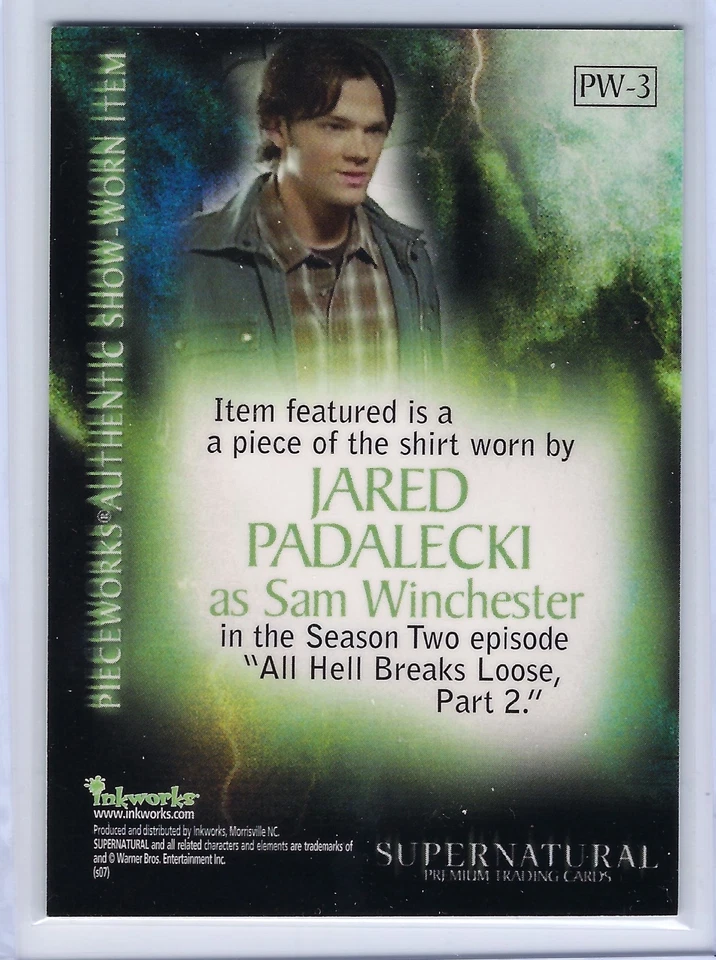 PW-3
PIECEWORKS® AUTHENTIC SHOW-WORN ITEM
Item featured is a
a piece of the shirt worn by
JARED
PADALECKI
as Sam Winchester
in the Season Two episode
“All Hell Breaks Loose,
Part 2.”
Inkworks
www.inkworks.com
Produced and distributed by Inkworks, Morrisville NC.
SUPERNATURAL and all related characters and elements are trademarks of
and © Warner Bros. Entertainment Inc.
(s07)
SUPERNATURAL
PREMIUM TRADING CARDS